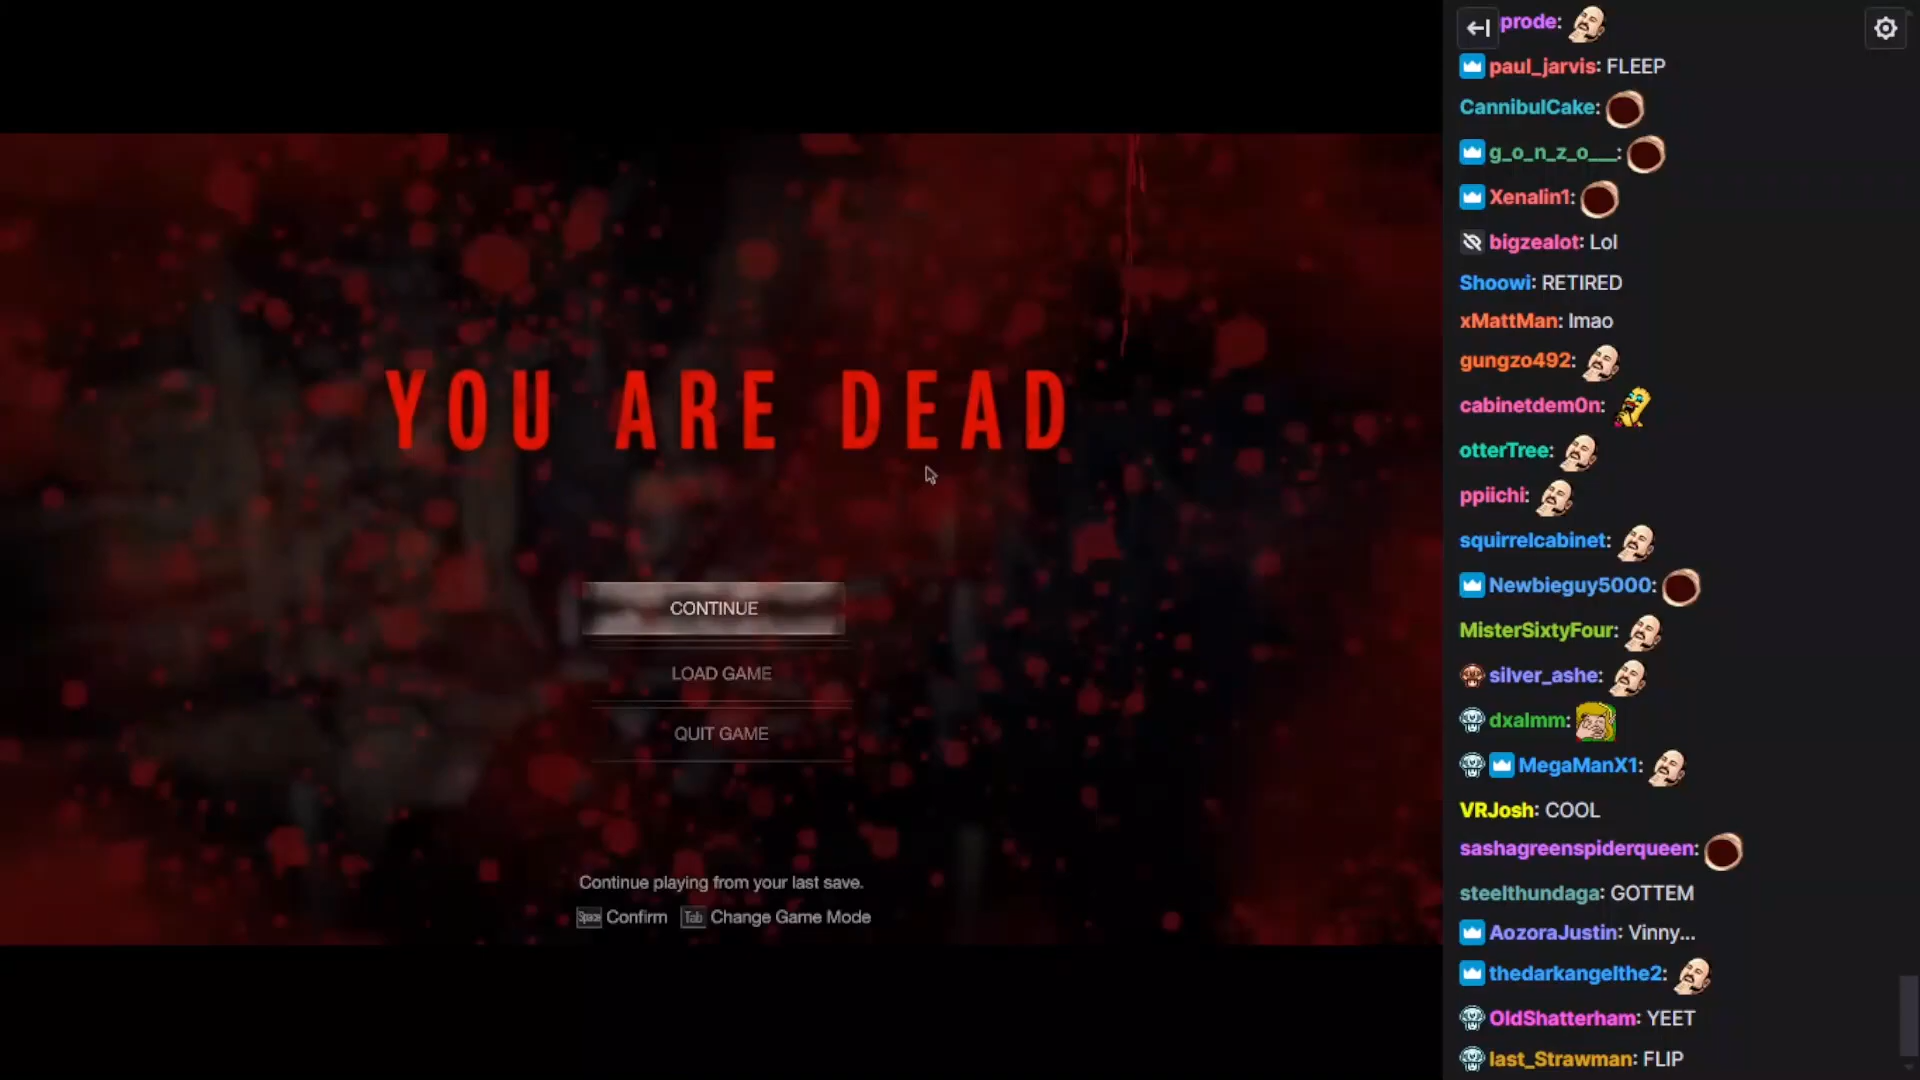 YOU ARE DEAD
CONTINUE
LOAD GAME
QUIT GAME
Continue playing from your last save.
Space Confirm Tab Change Game Mode
prode:
paul_jarvis: FLEEP
CannibulCake:
g_o_n_z_o___:
Xenalin1:
bigzealot: Lol
Shoowi: RETIRED
xMattMan: lmao
gungzo492:
cabinetdem0n:
otterTree:
ppiichi:
squirrelcabinet:
Newbieguy5000:
MisterSixtyFour:
silver_ashe:
dxalmm:
MegaManX1:
VRJosh: COOL
sashagreenspiderqueen:
steelthundaga: GOTTEM
AozoraJustin: Vinny...
thedarkangelthe2:
OldShatterham: YEET
last_Strawman: FLIP